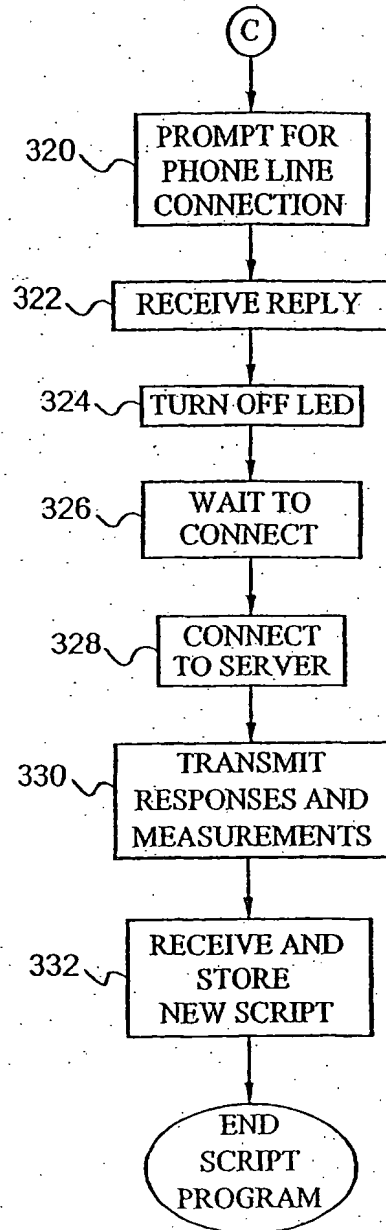 C
320
PROMPT FOR
PHONE LINE
CONNECTION
322
RECEIVE REPLY
324
TURN OFF LED
326
WAIT TO
CONNECT
328
CONNECT
TO SERVER
330
TRANSMIT
RESPONSES AND
MEASUREMENTS
332
RECEIVE AND
STORE
NEW SCRIPT
END
SCRIPT
PROGRAM